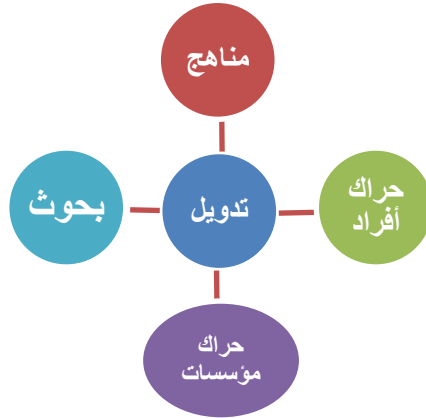 مناهج
حراك
أفراد
تدويل
بحوث
حراك
مؤسسات